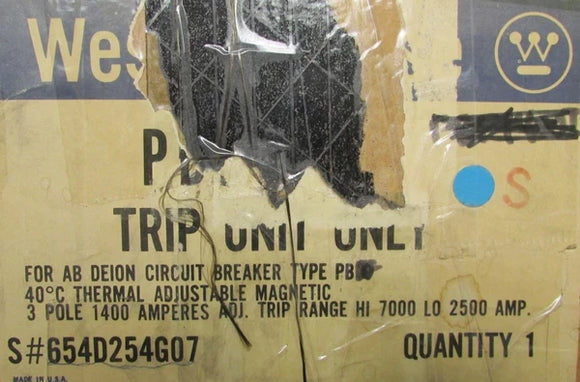 Wes e W
P
S
TRIP UNIT ONLY
FOR AB DEION CIRCUIT BREAKER TYPE PB
40°C THERMAL ADJUSTABLE MAGNETIC
3 POLE 1400 AMPERES ADJ. TRIP RANGE HI 7000 LO 2500 AMP.
S#654D254G07 QUANTITY 1
MADE IN U.S.A.